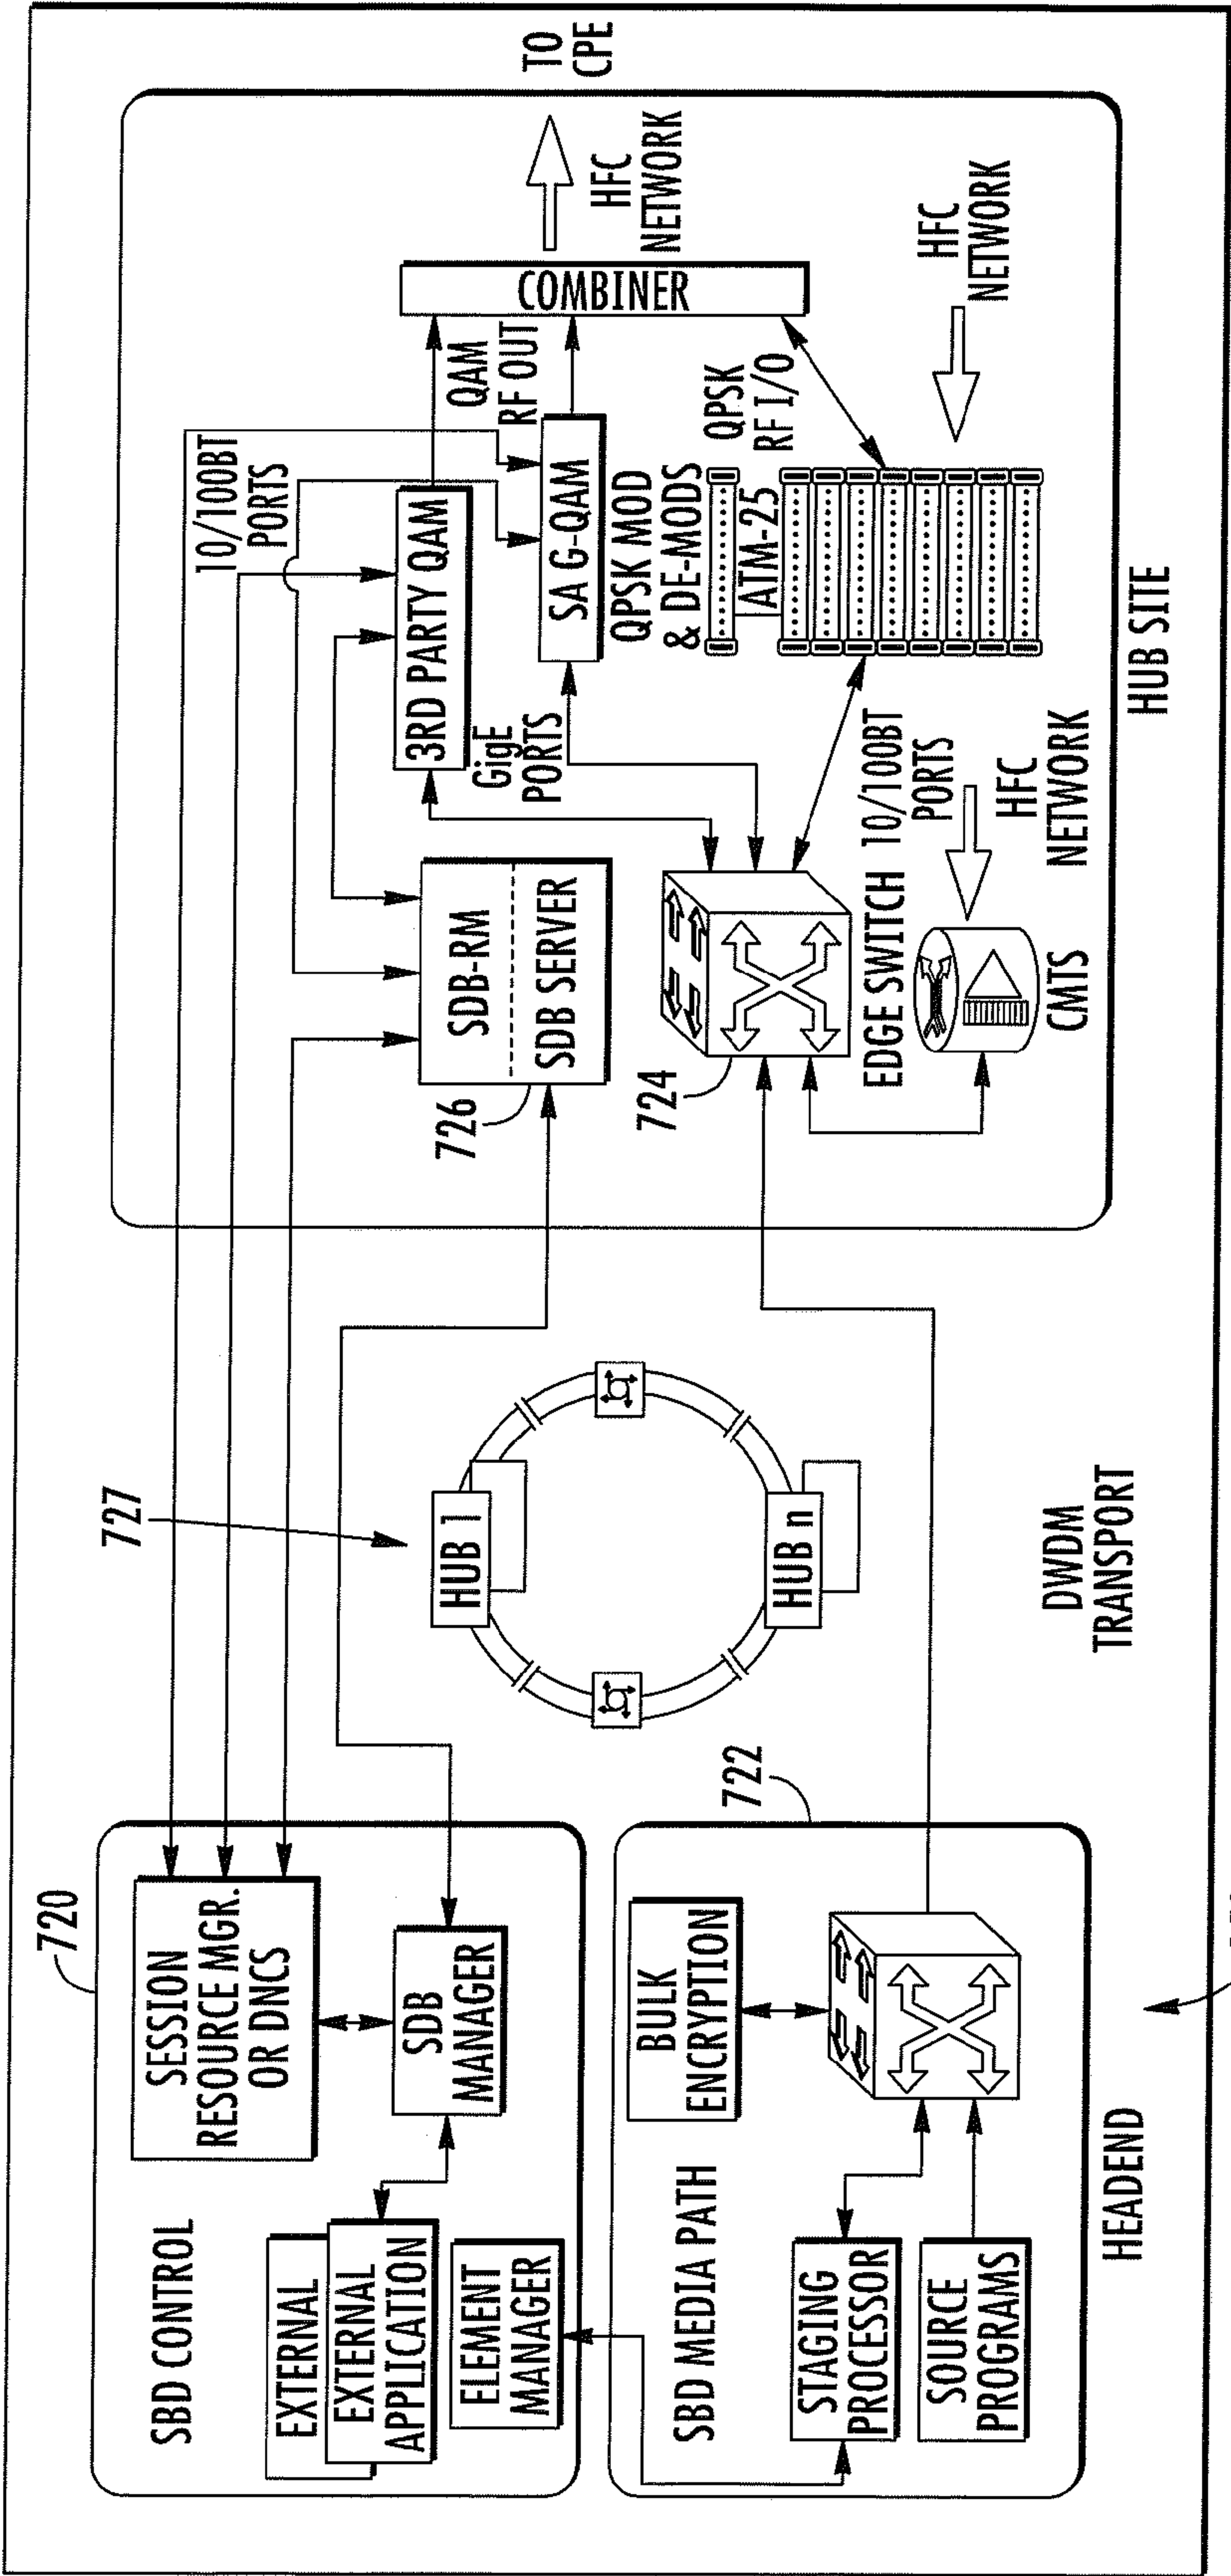 720
SBD CONTROL
SESSION
RESOURCE MGR.
OR DNCS
EXTERNAL
EXTERNAL
APPLICATION
SDB
MANAGER
ELEMENT
MANAGER
722
SBD MEDIA PATH
BULK
ENCRYPTION
STAGING
PROCESSOR
SOURCE
PROGRAMS
HEADEND
727
HUB 1
HUB n
DWDM
TRANSPORT
10/100BT
PORTS
SDB-RM
SDB SERVER
726
3RD PARTY QAM
GigE
PORTS
SA G-QAM
QAM
RF OUT
COMBINER
HFC
NETWORK
TO
CPE
QPSK MOD
& DE-MODS
ATM-25
QPSK
RF I/O
HFC
NETWORK
724
EDGE SWITCH
10/100BT
PORTS
HFC
NETWORK
CMTS
HUB SITE